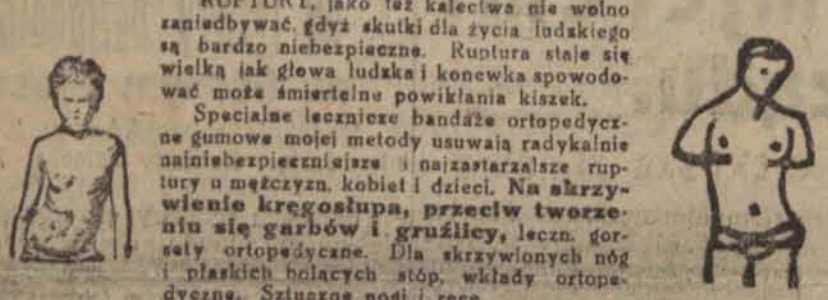 RUPTURY, jako też kalectwa nie wolno
zaniedbywać, gdyż skutki dla życia ludzkiego
są bardzo niebezpieczne. Ruptura staje się
wielką jak głowa ludzka i konewka spowodo-
wać może śmiertelne powikłania kiszek.
Specjalne lecznicze bandaże ortopedycz-
ne gumowe mojej metody usuwają radykalnie
najniebezpieczniejsze i najzastarzalsze rup-
tury u mężczyzn, kobiet i dzieci. Na skrzy-
wienie kręgosłupa, przeciw tworze-
niu się garbów i gruźlicy, leczn. gor-
sety ortopedyczne. Dla skrzywionych nóg
i płaskich bolących stóp, wkłady ortope-
dyczne. Sztuczne nogi i ręce.